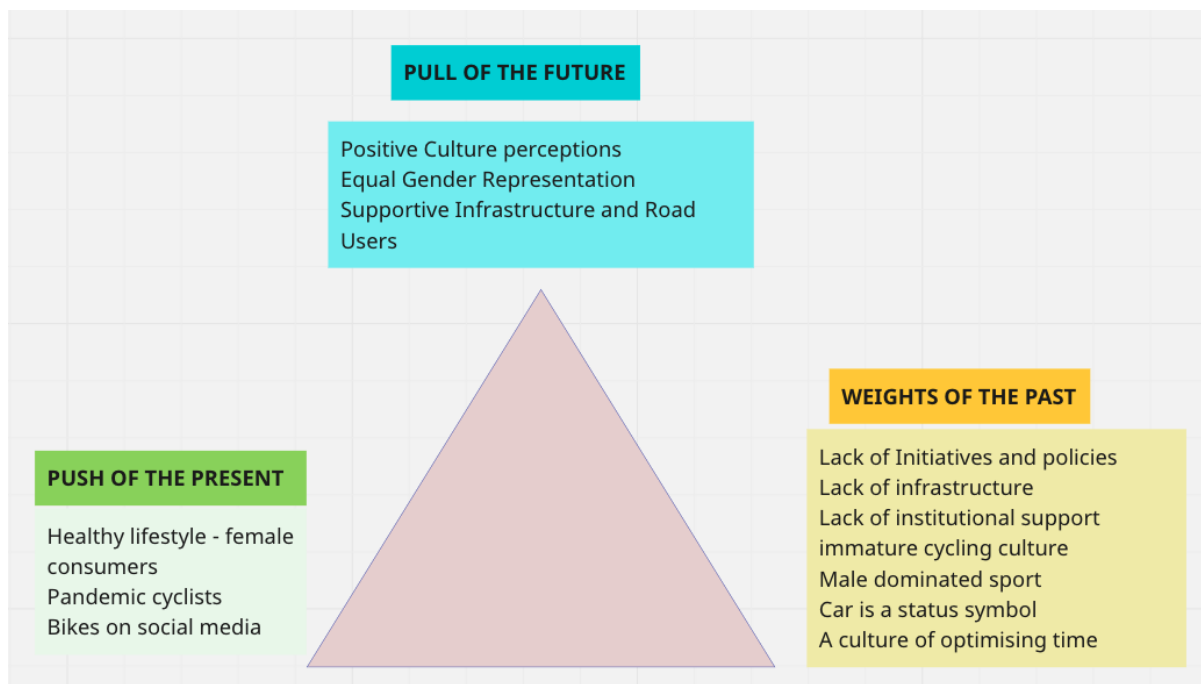 PULL OF THE FUTURE
Positive Culture perceptions
Equal Gender Representation
Supportive Infrastructure and Road
Users
WEIGHTS OF THE PAST
Lack of Initiatives and policies
Lack of infrastructure
Lack of institutional support
immature cycling culture
Male dominated sport
Car is a status symbol
A culture of optimising time
PUSH OF THE PRESENT
Healthy lifestyle - female
consumers
Pandemic cyclists
Bikes on social media